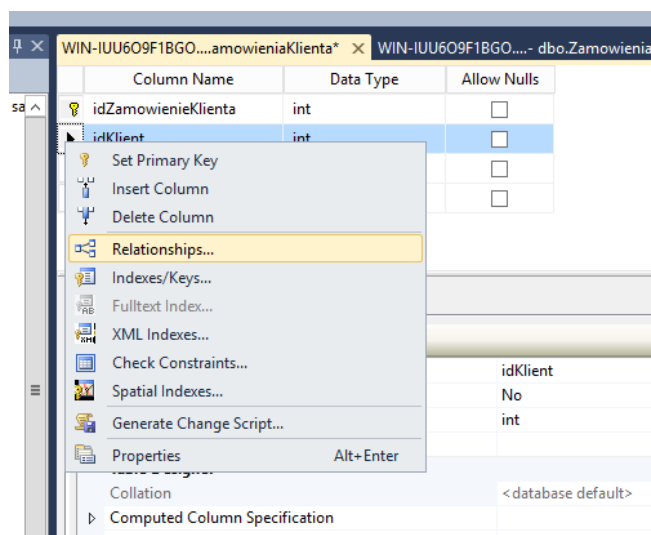 WIN-IUU6O9F1BGO....amowieniaKlienta* WIN-IUU6O9F1BGO....- dbo.Zamowienia
Column Name Data Type Allow Nulls
sa
idZamowienieKlienta int
idKlient int
Set Primary Key
Insert Column
Delete Column
Relationships...
Indexes/Keys...
Fulltext Index...
XML Indexes...
Check Constraints...
idKlient
Spatial Indexes...
No
Generate Change Script...
int
Properties Alt+Enter
Collation <database default>
Computed Column Specification